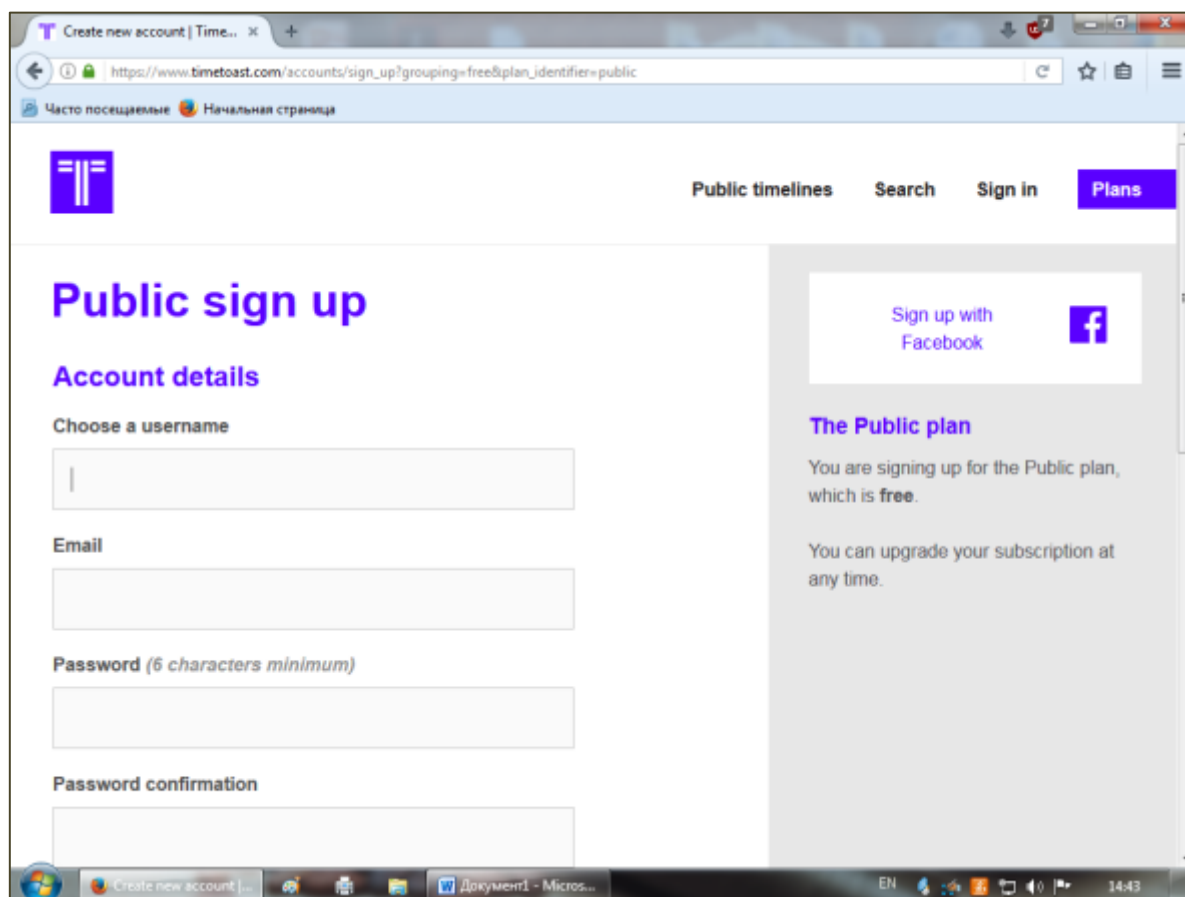 Create new account | Time...
7
https://www.timetoast.com/accounts/sign_up?grouping=free&plan_identifier=public
Часто посещаемые Начальная страница
Public timelines Search Sign in Plans
Public sign up
Account details
Choose a username
Email
Password (6 characters minimum)
Password confirmation
Sign up with
Facebook
The Public plan
You are signing up for the Public plan,
which is free.
You can upgrade your subscription at
any time.
Create new account |... Документ1 - Micros... EN 14:43